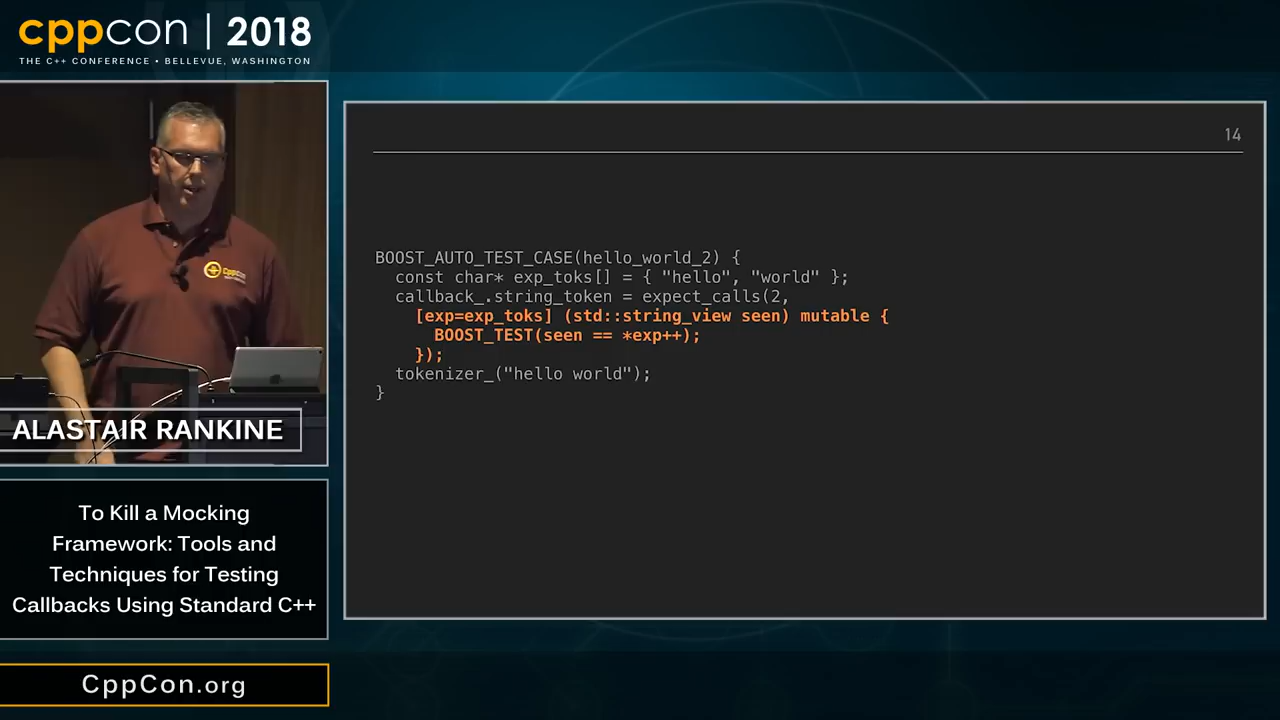 cppcon | 2018
THE C++ CONFERENCE • BELLEVUE, WASHINGTON
14
BOOST_AUTO_TEST_CASE(hello_world_2) {
  const char* exp_toks[] = { "hello", "world" };
  callback_.string_token = expect_calls(2,
    [exp=exp_toks] (std::string_view seen) mutable {
      BOOST_TEST(seen == *exp++);
    });
  tokenizer_("hello world");
}
Cppcon
ALASTAIR RANKINE
To Kill a Mocking
Framework: Tools and
Techniques for Testing
Callbacks Using Standard C++
CppCon.org